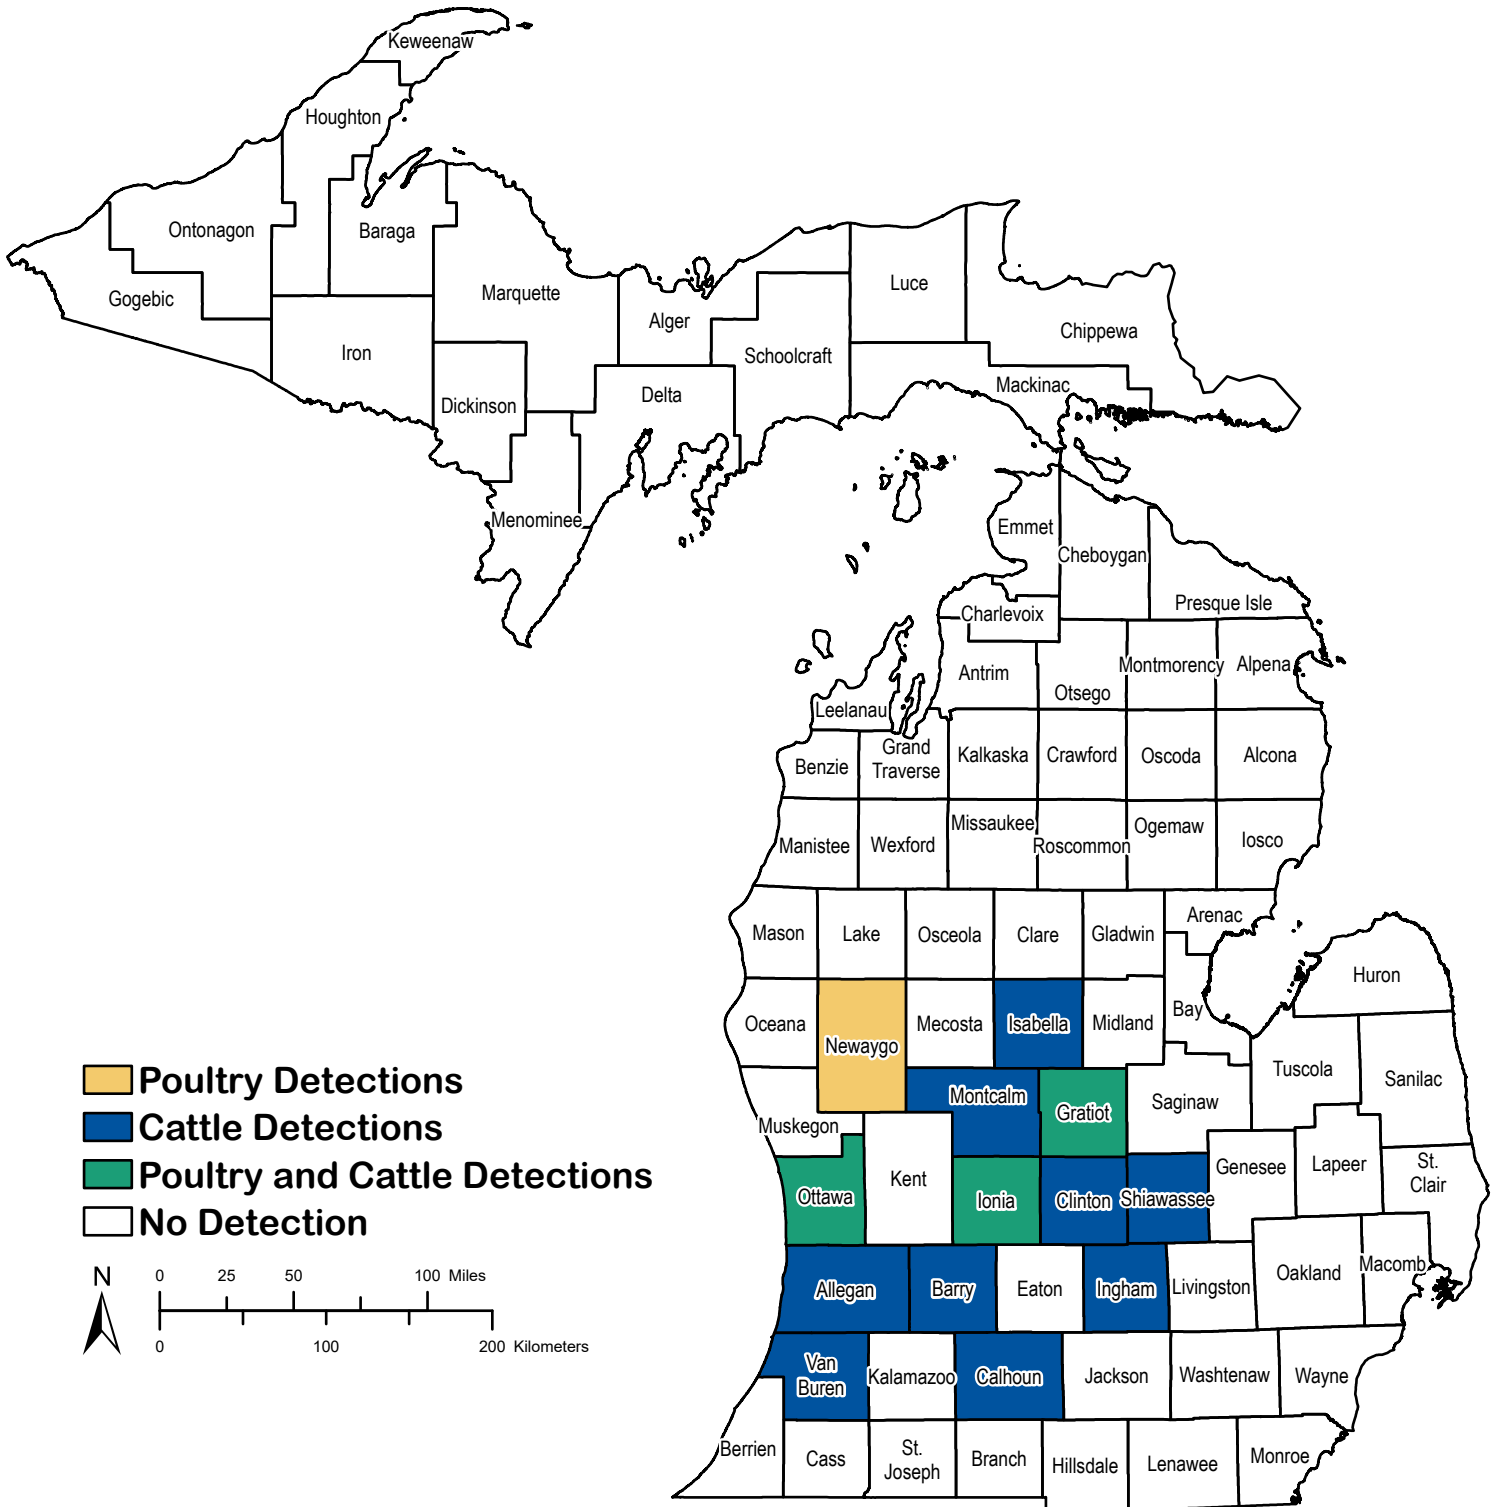 Keweenaw
Houghton
Ontonagon
Baraga
Gogebic
Marquette
Luce
Alger
Chippewa
Iron
Schoolcraft
Mackinac
Delta
Dickinson
Menominee
Emmet
Cheboygan
Presque Isle
Charlevoix
Antrim
Otsego
Montmorency
Alpena
Leelanau
Benzie
Grand
Traverse
Kalkaska
Crawford
Oscoda
Alcona
Manistee
Wexford
Missaukee
Roscommon
Ogemaw
Iosco
Mason
Lake
Osceola
Clare
Gladwin
Arenac
Huron
Oceana
Newaygo
Mecosta
Isabella
Midland
Bay
Tuscola
Sanilac
Muskegon
Montcalm
Gratiot
Saginaw
Ottawa
Kent
Ionia
Clinton
Shiawassee
Genesee
Lapeer
St.
Clair
Allegan
Barry
Eaton
Ingham
Livingston
Oakland
Macomb
Van
Buren
Kalamazoo
Calhoun
Jackson
Washtenaw
Wayne
Berrien
Cass
St.
Joseph
Branch
Hillsdale
Lenawee
Monroe
Poultry Detections
Cattle Detections
Poultry and Cattle Detections
No Detection
N
0 25 50 100 Miles
0 100 200 Kilometers